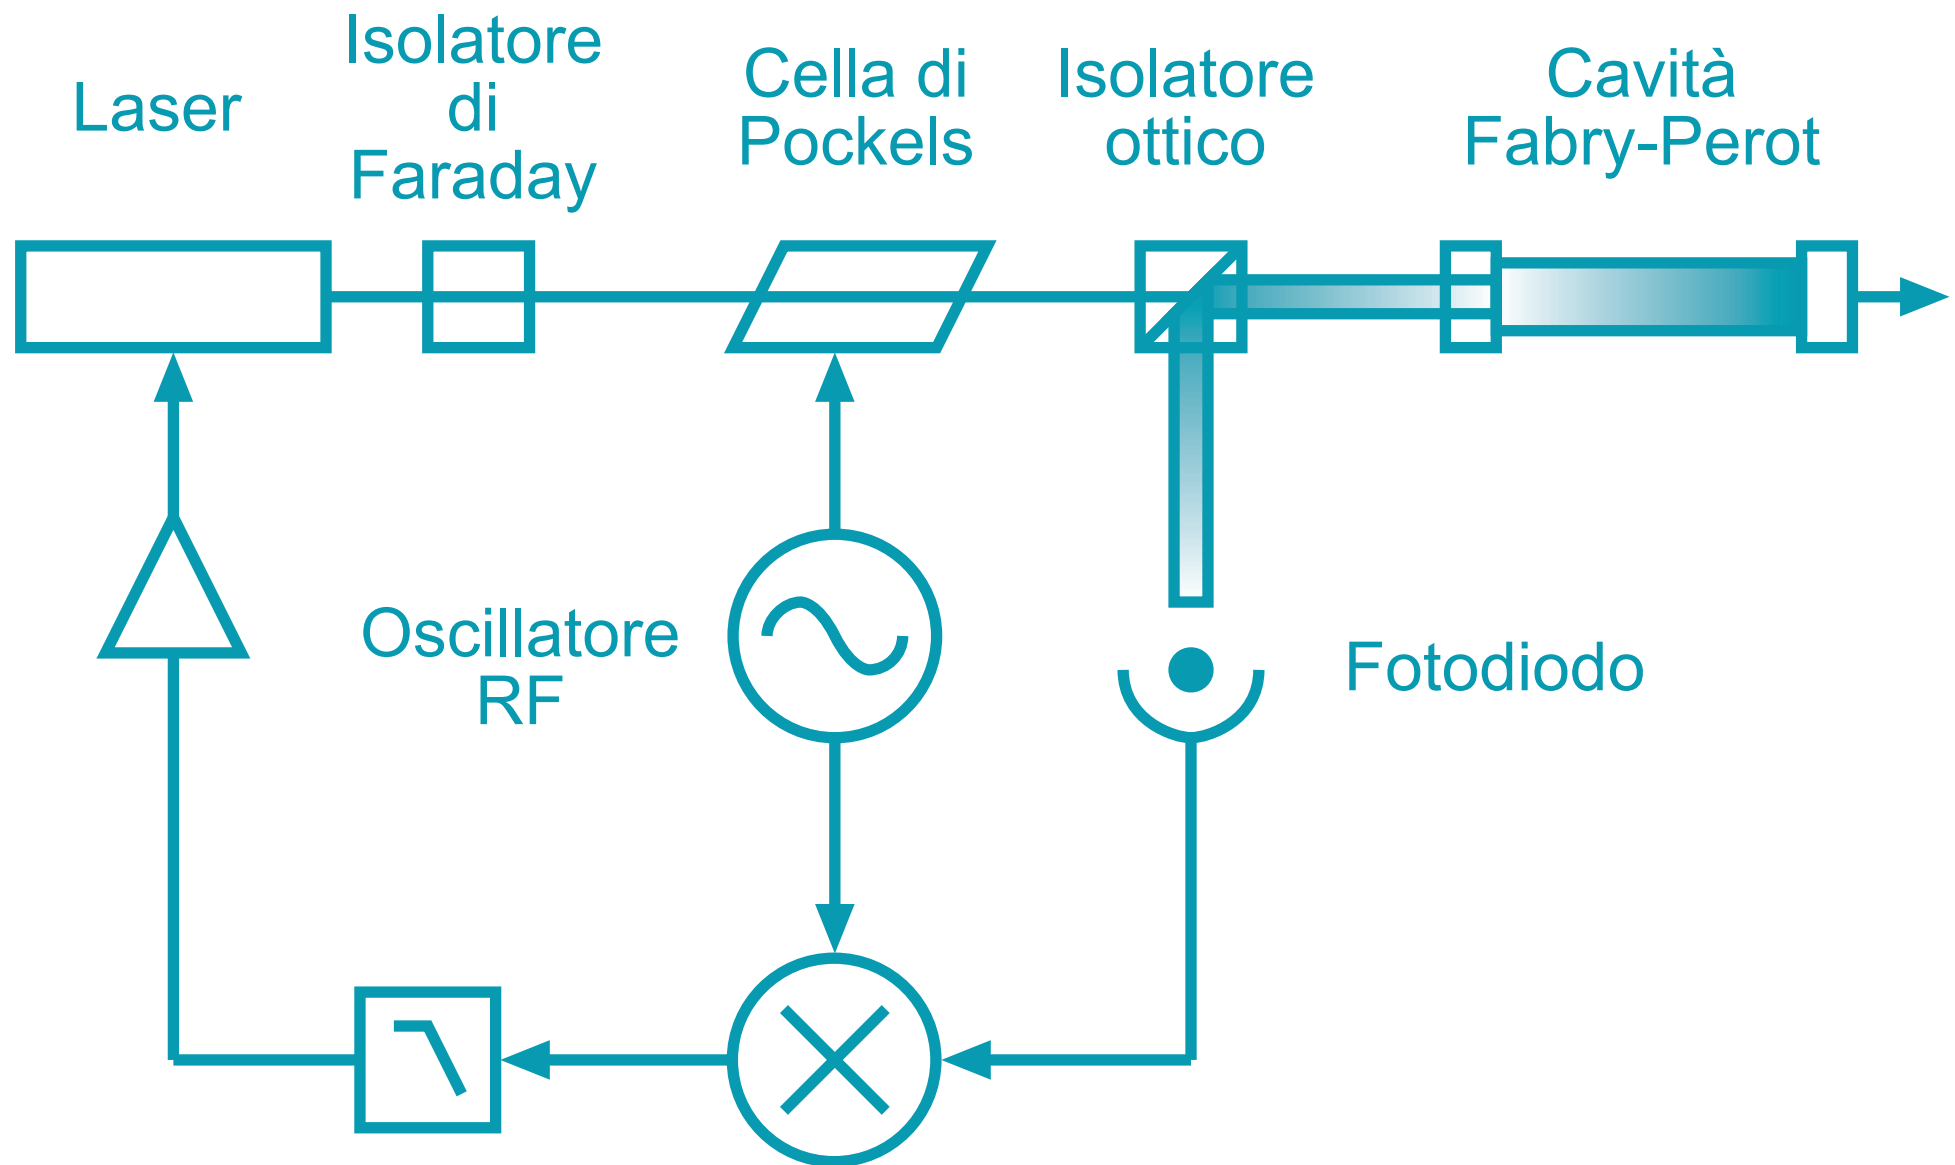 Laser
Isolatore
di
Faraday
Cella di
Pockels
Isolatore
ottico
Cavità
Fabry-Perot
Oscillatore
RF
Fotodiodo